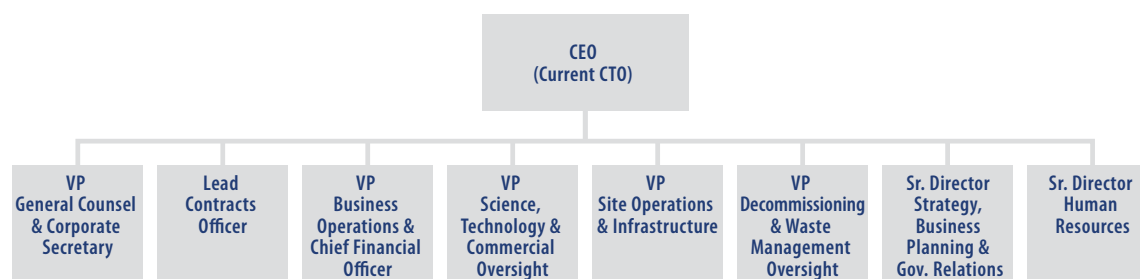 CEO
(Current CTO)
VP
General Counsel
& Corporate
Secretary
Lead
Contracts
Officer
VP
Business
Operations &
Chief Financial
Officer
VP
Science,
Technology &
Commercial
Oversight
VP
Site Operations
& Infrastructure
VP
Decommissioning
& Waste
Management
Oversight
Sr. Director
Strategy,
Business
Planning &
Gov. Relations
Sr. Director
Human
Resources